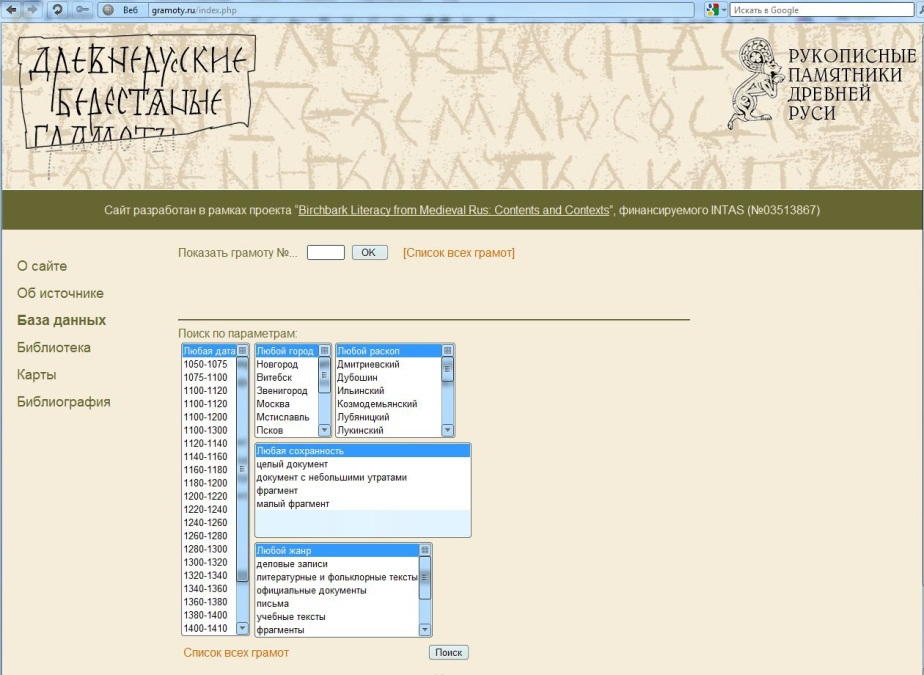 Веб
gramoty.ru/index.php
Искать в Google
ДРЕВНЕРУССКИЕ
БЕРЕСТЯНЫЕ
ГРАМОТЫ
РУКОПИСНЫЕ
ПАМЯТНИКИ
ДРЕВНЕЙ
РУСИ
Сайт разработан в рамках проекта "Birchbark Literacy from Medieval Rus: Contents and Contexts", финансируемого INTAS (№03513867)
О сайте
Об источнике
База данных
Библиотека
Карты
Библиография
Показать грамоту №... OK [Список всех грамот]
Поиск по параметрам:
Любая дата
1050-1075
1075-1100
1100-1120
1100-1120
1100-1200
1100-1300
1120-1140
1140-1160
1160-1180
1180-1200
1200-1220
1220-1240
1240-1260
1260-1280
1280-1300
1300-1320
1320-1340
1340-1360
1360-1380
1380-1400
1400-1410
Любой город
Новгород
Витебск
Звенигород
Москва
Мстиславль
Псков
Любой раскоп
Дмитриевский
Дубошин
Ильинский
Козмодемьянский
Лубяницкий
Лукинский
Любая сохранность
целый документ
документ с небольшими утратами
фрагмент
малый фрагмент
Любой жанр
деловые записи
литературные и фольклорные тексты
официальные документы
письма
учебные тексты
фрагменты
Список всех грамот
Поиск